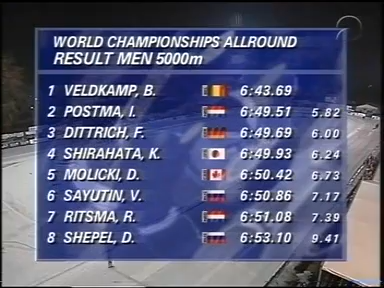 WORLD CHAMPIONSHIPS ALLROUND
RESULT MEN 5000m
1 VELDKAMP, B. 6:43.69
2 POSTMA, I. 6:49.51 5.82
3 DITTRICH, F. 6:49.69 6.00
4 SHIRAHATA, K. 6:49.93 6.24
5 MOLICKI, D. 6:50.42 6.73
6 SAYUTIN, V. 6:50.86 7.17
7 RITSMA, R. 6:51.08 7.39
8 SHEPEL, D. 6:53.10 9.41